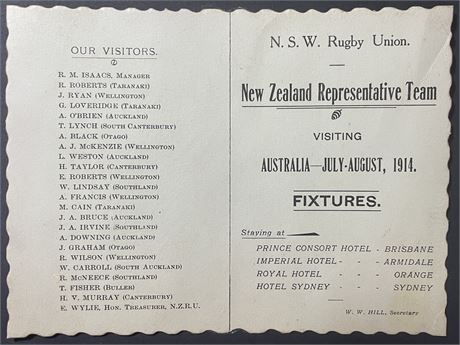 OUR VISITORS.
R. M. ISAACS, MANAGER
R. ROBERTS (TARANAKI)
J. RYAN (WELLINGTON)
G. LOVERIDGE (TARANAKI)
A. O'BRIEN (AUCKLAND)
T. LYNCH (SOUTH CANTERBURY)
A. BLACK (OTAGO)
A. J. McKENZIE (WELLINGTON)
L. WESTON (AUCKLAND)
H. TAYLOR (CANTERBURY)
E. ROBERTS (WELLINGTON)
W. LINDSAY (SOUTHLAND)
A. FRANCIS (WELLINGTON)
M. CAIN (TARANAKI)
J. A. BRUCE (AUCKLAND)
J. A. IRVINE (SOUTHLAND)
A. DOWNING (AUCKLAND)
J. GRAHAM (OTAGO)
R. WILSON (WELLINGTON)
W. CARROLL (SOUTH AUCKLAND)
R. McNEECE (SOUTHLAND)
T. FISHER (BULLER)
H. V. MURRAY (CANTERBURY)
E. WYLIE, HON. TREASURER, N.Z.R.U.
N. S. W. Rugby Union.
New Zealand Representative Team
VISITING
AUSTRALIA—JULY-AUGUST, 1914.
FIXTURES.
Staying at
PRINCE CONSORT HOTEL - BRISBANE
IMPERIAL HOTEL - - ARMIDALE
ROYAL HOTEL - - - ORANGE
HOTEL SYDNEY - - SYDNEY
W. W. HILL, Secretary